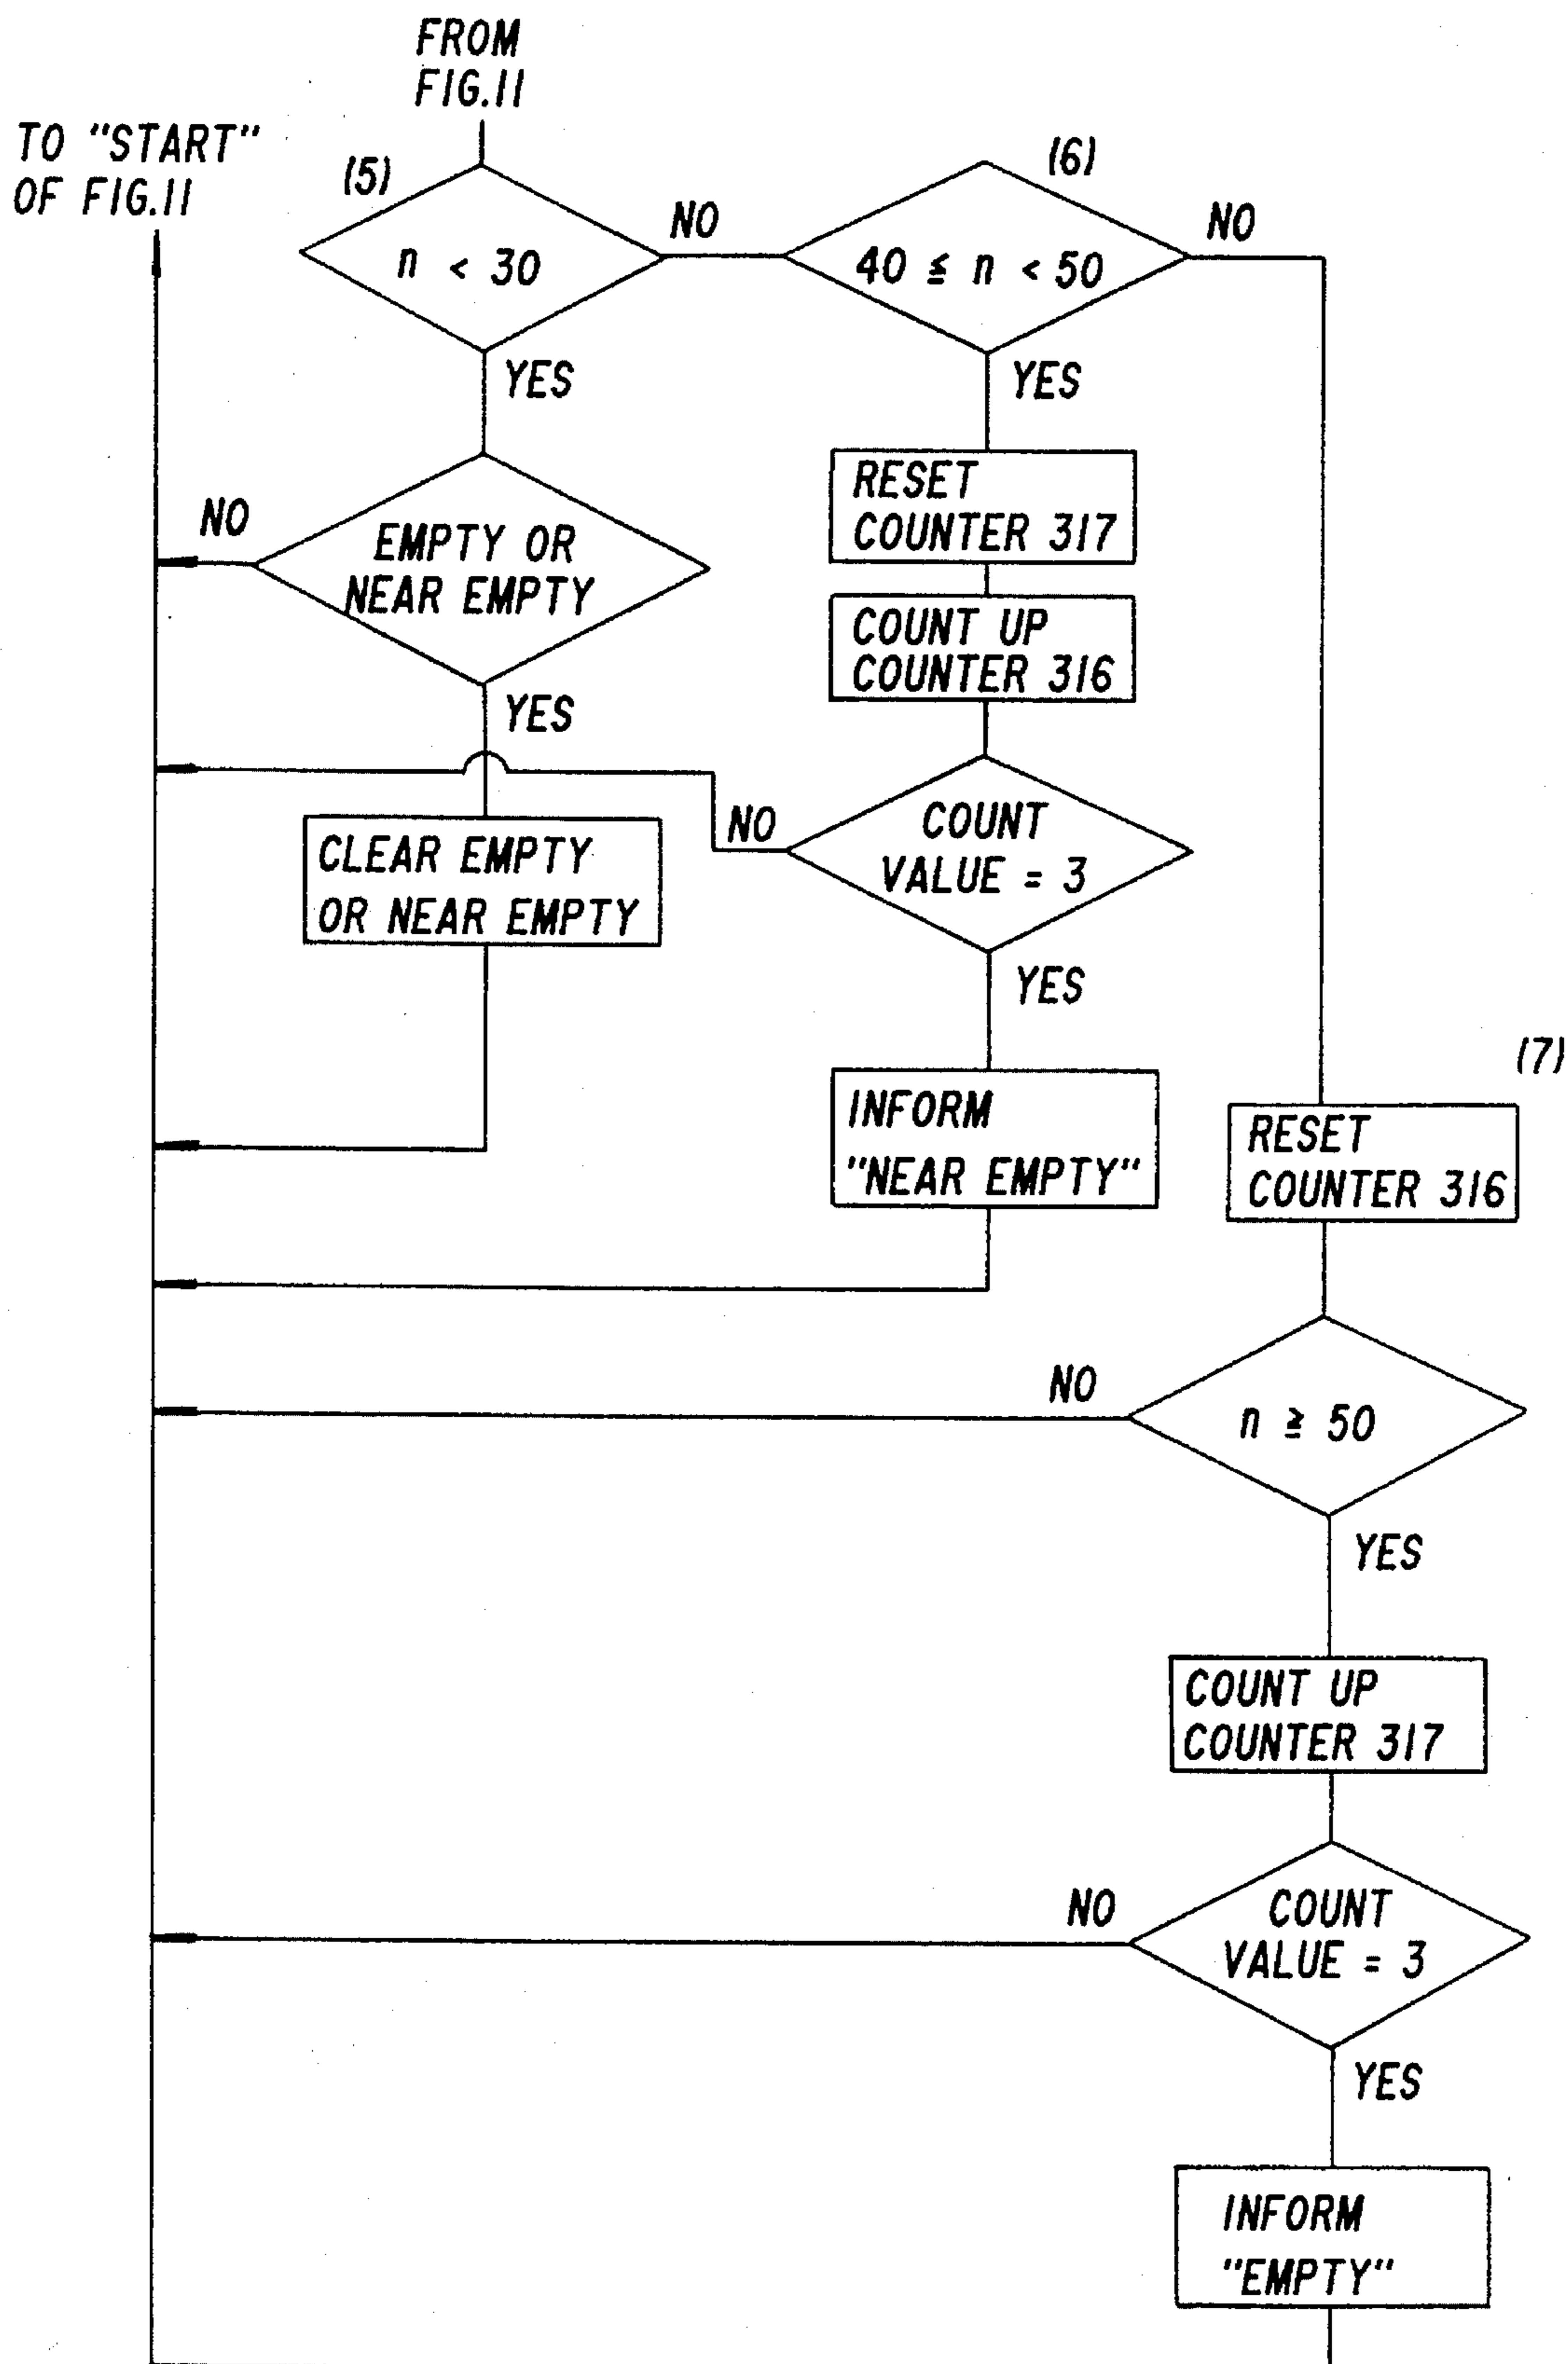 FROM
FIG.11
TO "START"
OF FIG.11
(5)
n < 30
NO
(6)
40 ≦ n < 50
NO
YES
YES
RESET
COUNTER 317
NO
EMPTY OR
NEAR EMPTY
COUNT UP
COUNTER 316
YES
NO
COUNT
VALUE = 3
CLEAR EMPTY
OR NEAR EMPTY
YES
(7)
INFORM
"NEAR EMPTY"
RESET
COUNTER 316
NO
n ≧ 50
YES
COUNT UP
COUNTER 317
NO
COUNT
VALUE = 3
YES
INFORM
"EMPTY"